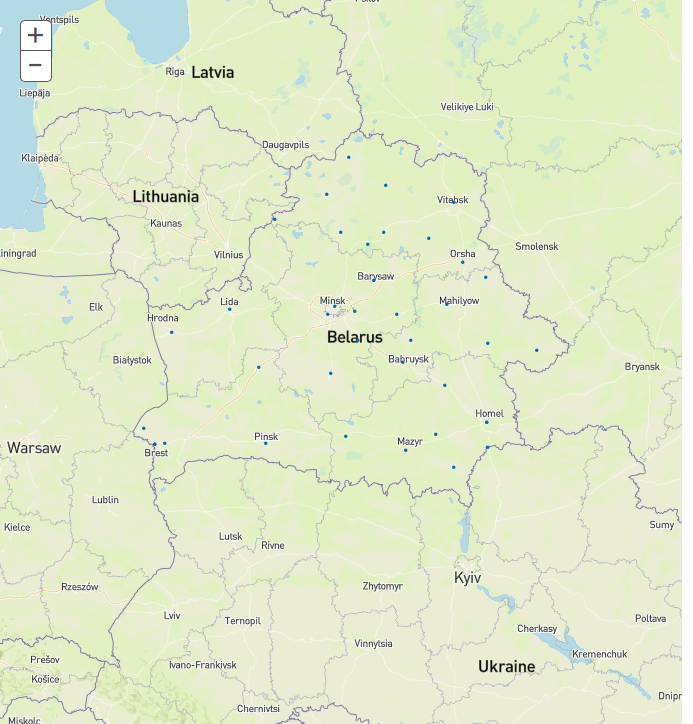 Ventspils
+
−
Riga
Latvia
Liepāja
Velikiye Luki
Daugavpils
Klaipėda
Lithuania
Vitebsk
Kaunas
Smolensk
iningrad
Vilnius
Orsha
Barysaw
Elk
Lida
Minsk
Mahilyow
Hrodna
Belarus
Białystok
Babruysk
Bryansk
Homel
Warsaw
Pinsk
Mazyr
Brest
Lublin
Kielce
Sumy
Lutsk
Rivne
Kyiv
Rzeszów
Zhytomyr
Lviv
Ternopil
Poltava
Cherkasy
Vinnytsia
Kremenchuk
Prešov
Ivano-Frankivsk
Ukraine
Košice
Chernivtsi
Dnipr
Miskolc